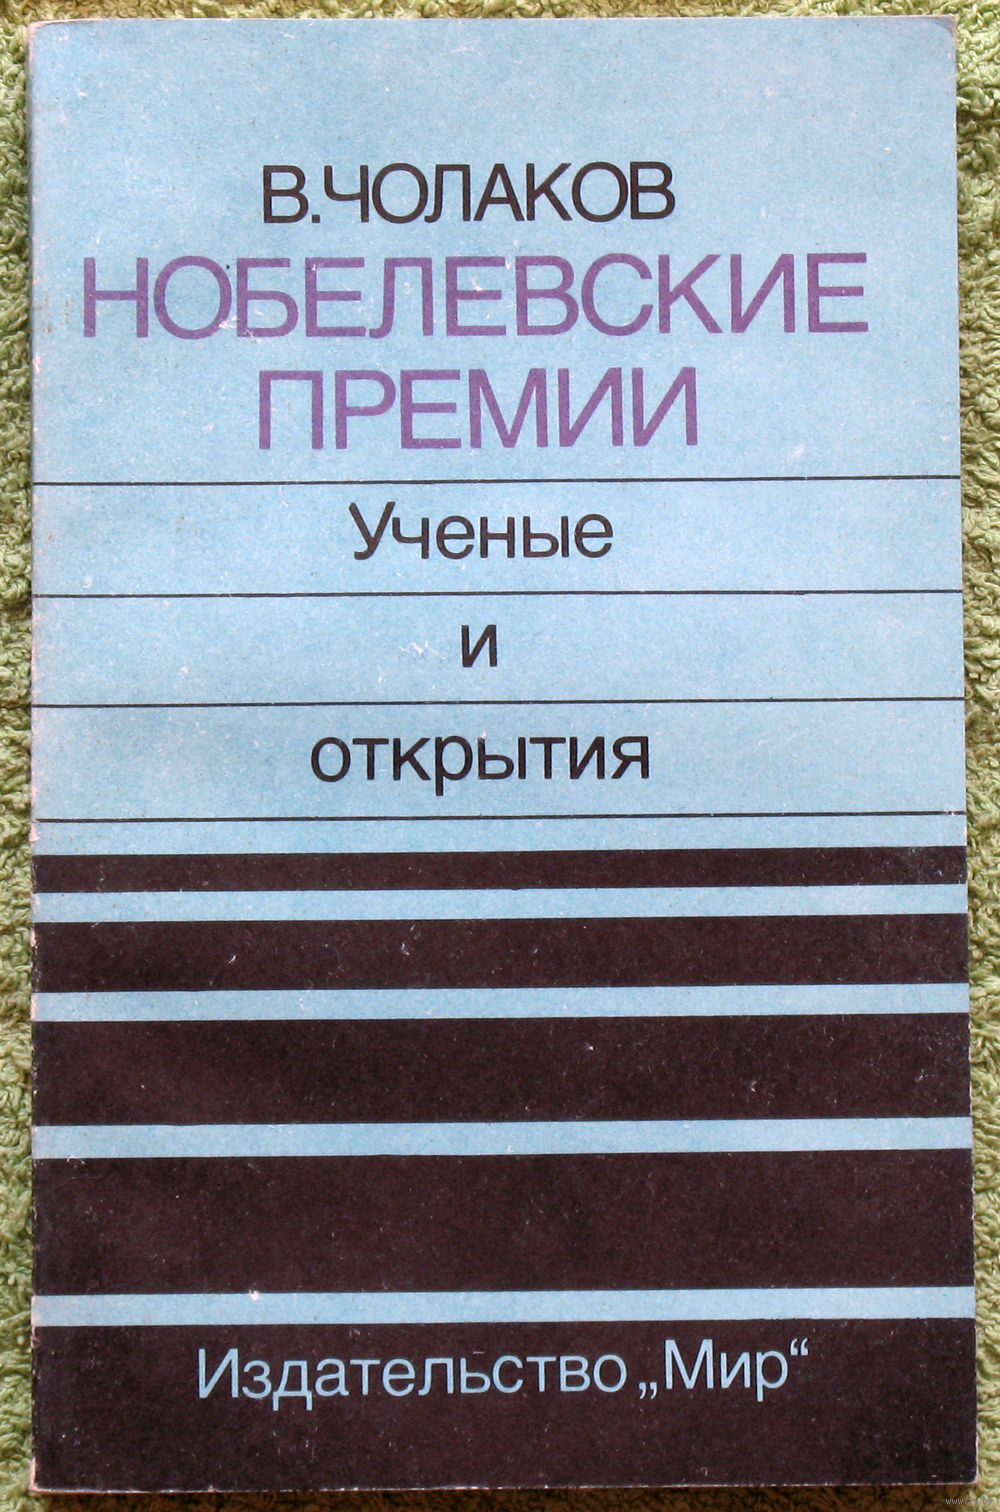 В.ЧОЛАКОВ
НОБЕЛЕВСКИЕ
ПРЕМИИ
Ученые
и
открытия
Издательство „Мир“